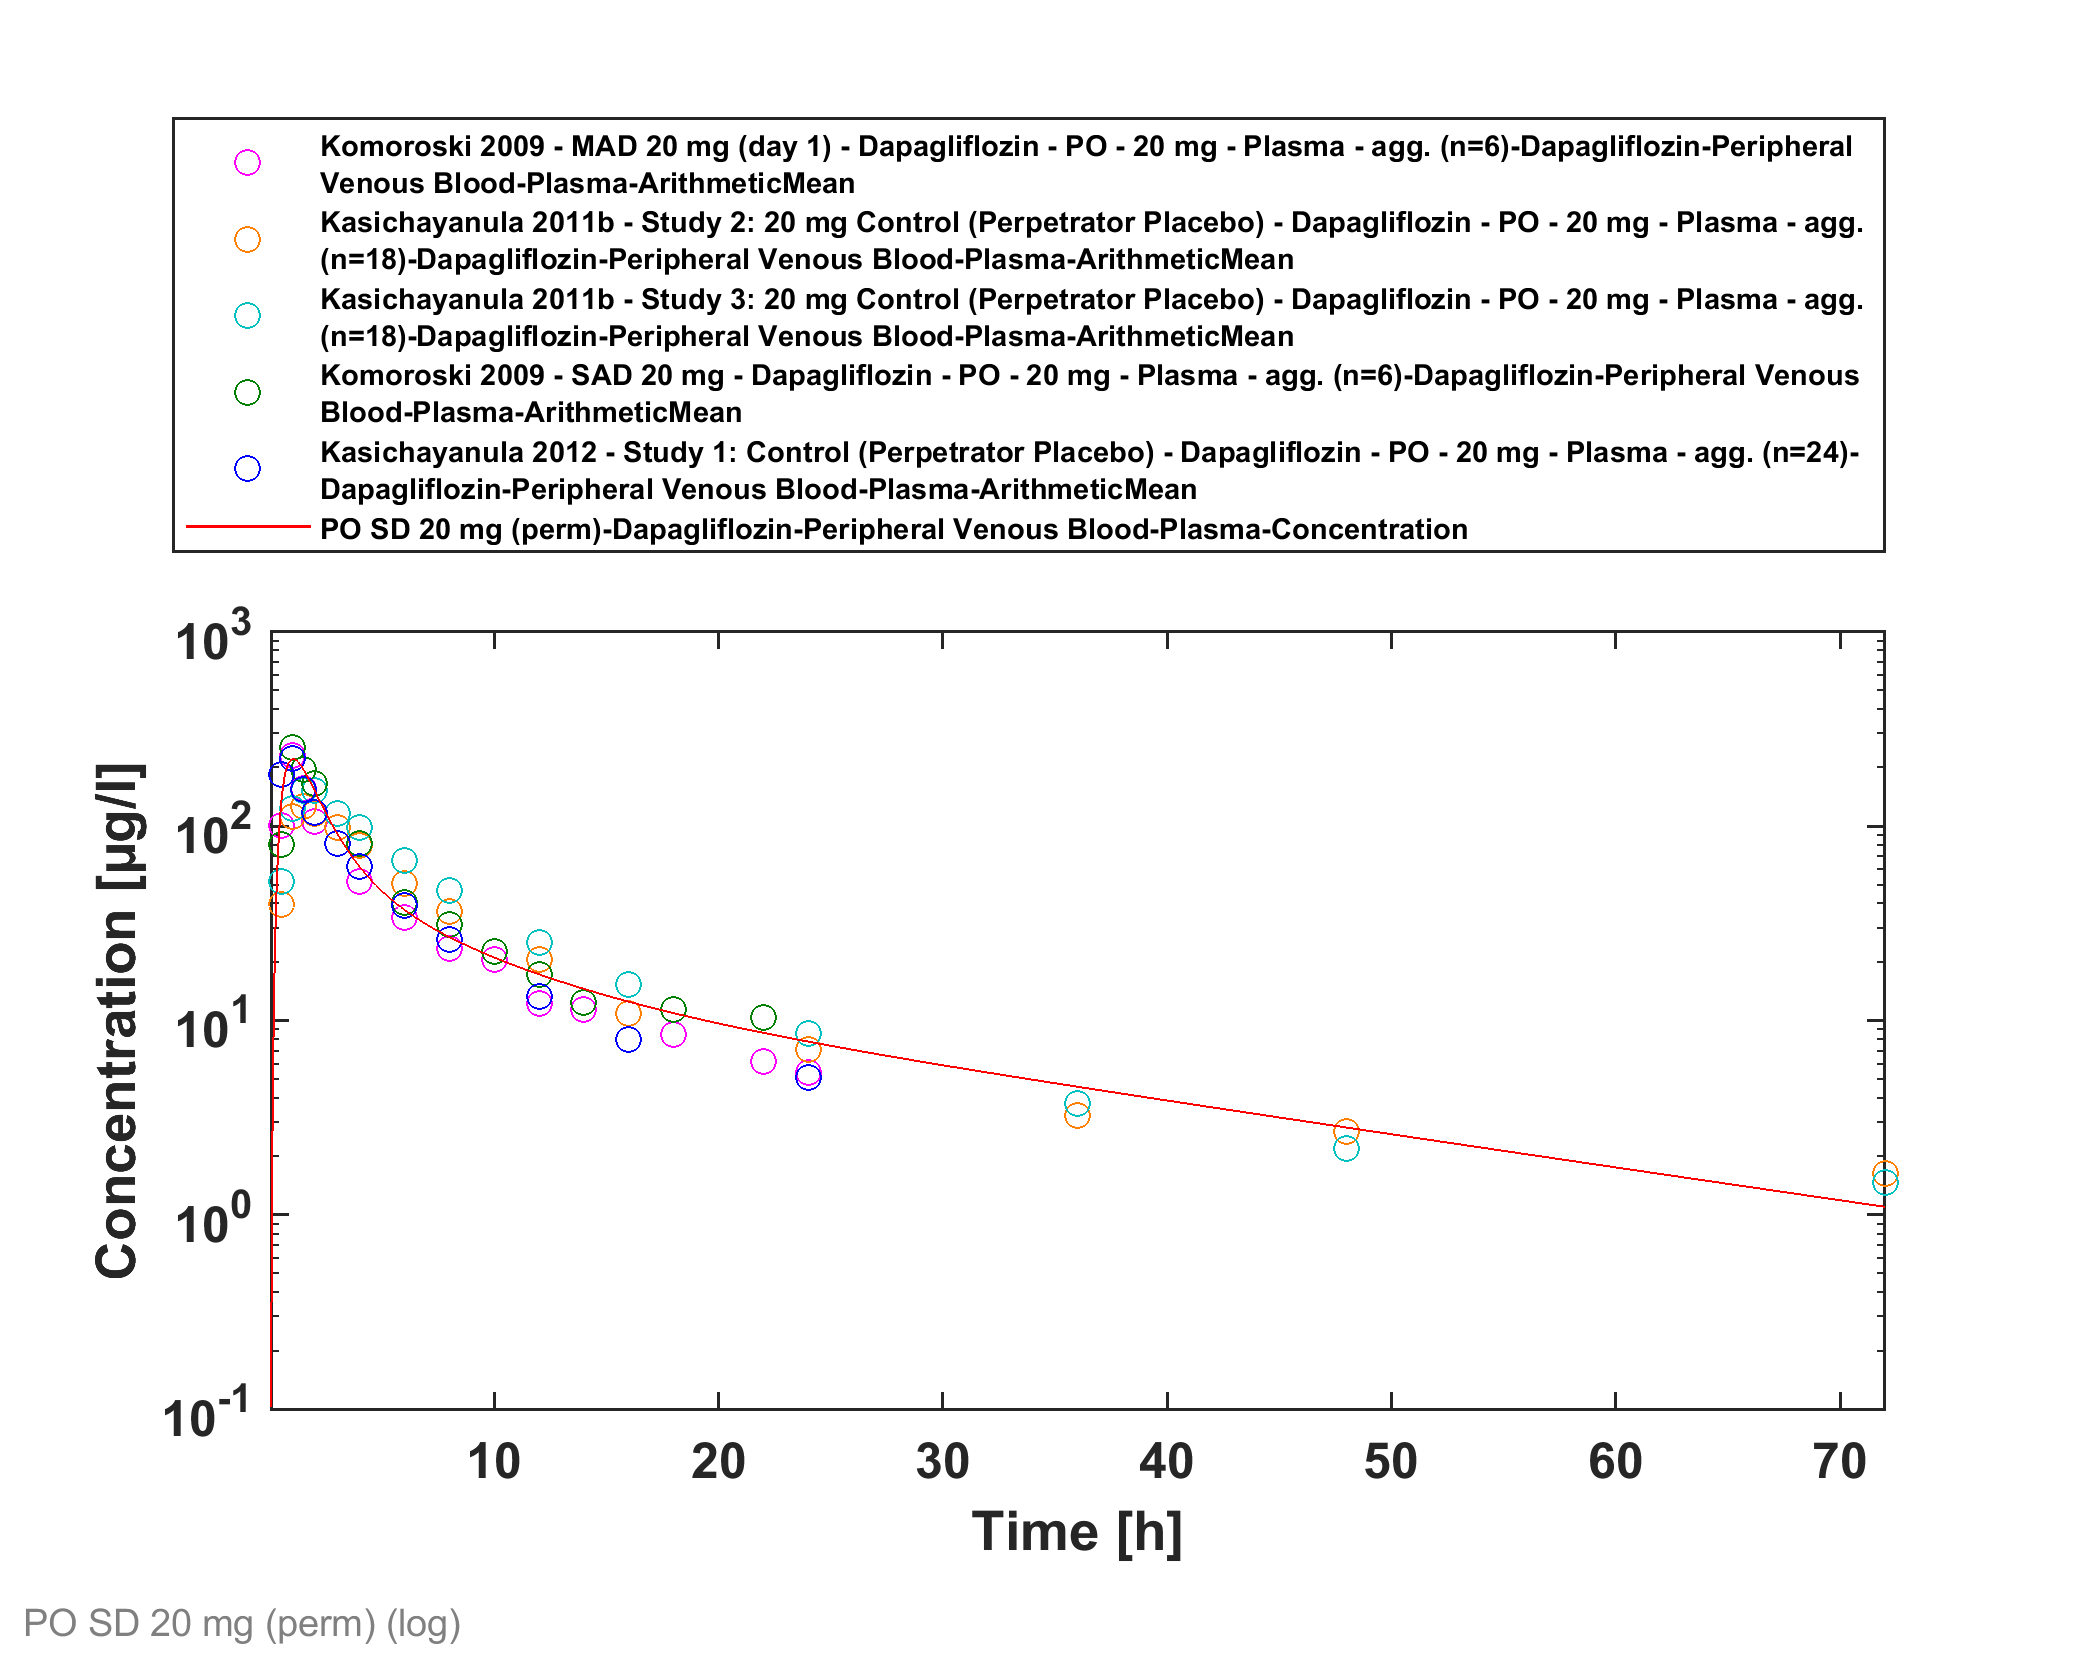 Komoroski 2009 - MAD 20 mg (day 1) - Dapagliflozin - PO - 20 mg - Plasma - agg. (n=6)-Dapagliflozin-Peripheral
Venous Blood-Plasma-ArithmeticMean
Kasichayanula 2011b - Study 2: 20 mg Control (Perpetrator Placebo) - Dapagliflozin - PO - 20 mg - Plasma - agg.
(n=18)-Dapagliflozin-Peripheral Venous Blood-Plasma-ArithmeticMean
Kasichayanula 2011b - Study 3: 20 mg Control (Perpetrator Placebo) - Dapagliflozin - PO - 20 mg - Plasma - agg.
(n=18)-Dapagliflozin-Peripheral Venous Blood-Plasma-ArithmeticMean
Komoroski 2009 - SAD 20 mg - Dapagliflozin - PO - 20 mg - Plasma - agg. (n=6)-Dapagliflozin-Peripheral Venous
Blood-Plasma-ArithmeticMean
Kasichayanula 2012 - Study 1: Control (Perpetrator Placebo) - Dapagliflozin - PO - 20 mg - Plasma - agg. (n=24)-
Dapagliflozin-Peripheral Venous Blood-Plasma-ArithmeticMean
PO SD 20 mg (perm)-Dapagliflozin-Peripheral Venous Blood-Plasma-Concentration
10^3
10^2
10^1
10^0
10^-1
Concentration [µg/l]
10 20 30 40 50 60 70
Time [h]
PO SD 20 mg (perm) (log)